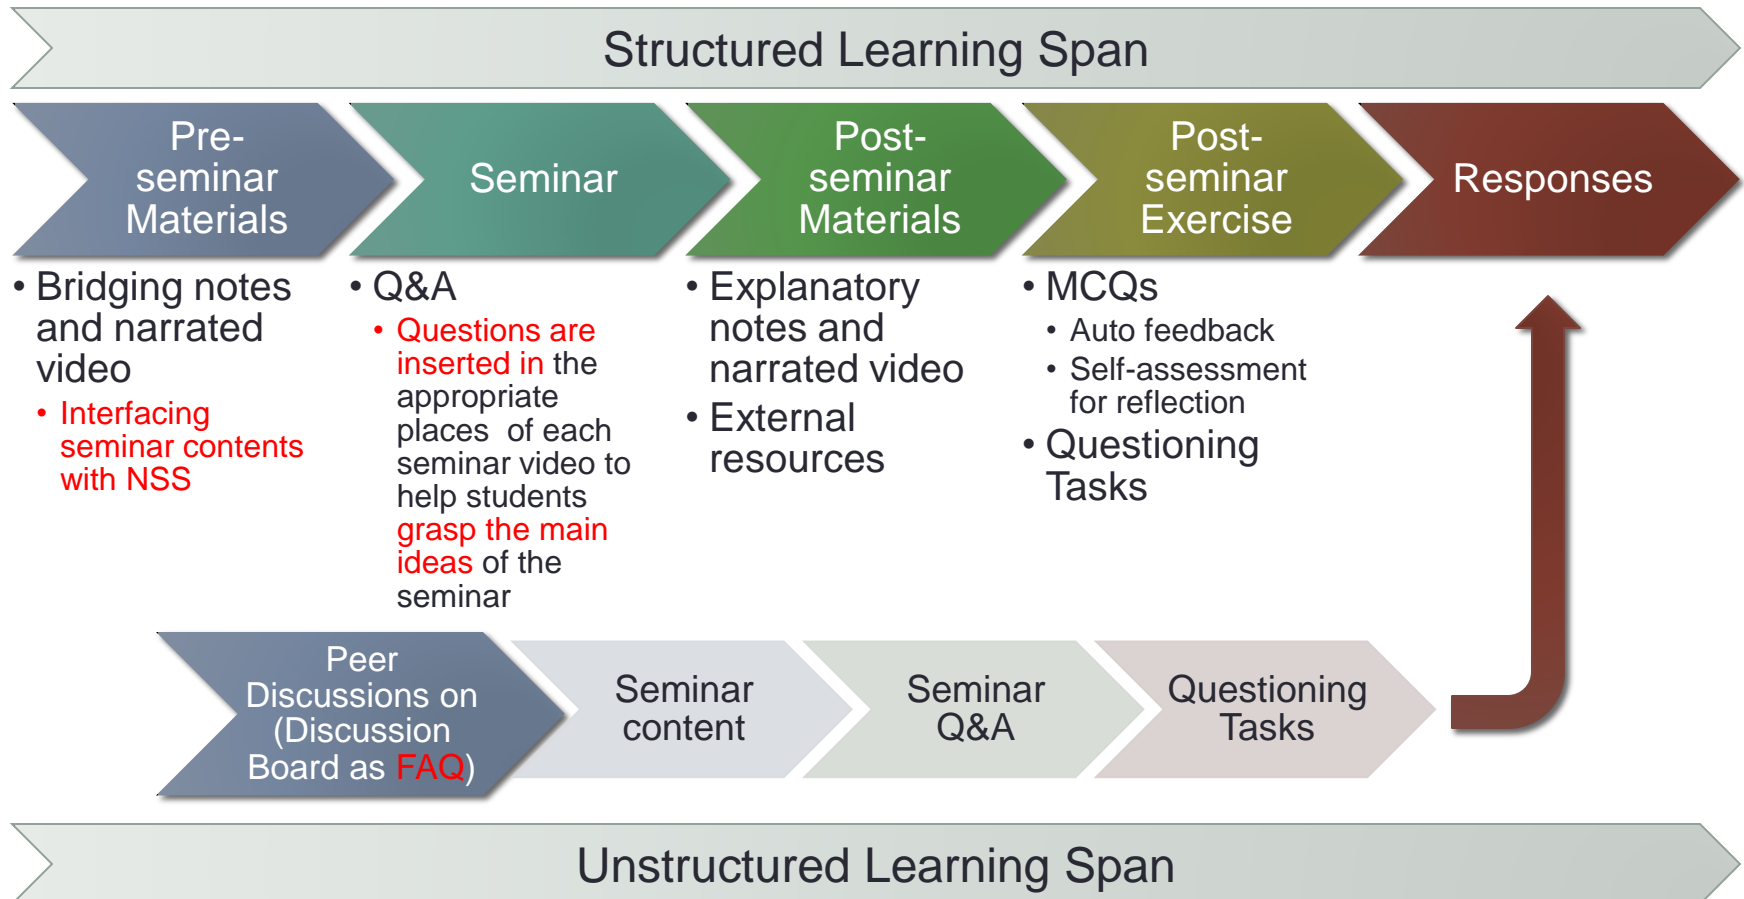 Structured Learning Span
Pre-
seminar
Materials
Seminar
Post-
seminar
Materials
Post-
seminar
Exercise
Responses
• Bridging notes
and narrated
video
• Interfacing
seminar contents
with NSS
• Q&A
• Questions are
inserted in the
appropriate
places of each
seminar video to
help students
grasp the main
ideas of the
seminar
• Explanatory
notes and
narrated video
• External
resources
• MCQs
• Auto feedback
• Self-assessment
for reflection
• Questioning
Tasks
Peer
Discussions on
(Discussion
Board as FAQ)
Seminar
content
Seminar
Q&A
Questioning
Tasks
Unstructured Learning Span